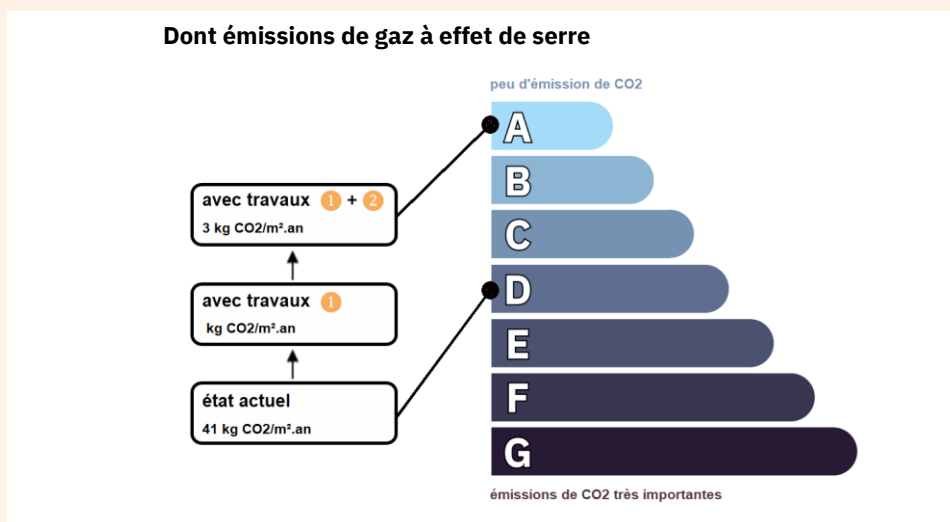 Dont émissions de gaz à effet de serre
peu d'émission de CO2
A
B
avec travaux 1 + 2
3 kg CO2/m².an
C
avec travaux 1
kg CO2/m².an
D
E
état actuel
41 kg CO2/m².an
F
G
émissions de CO2 très importantes